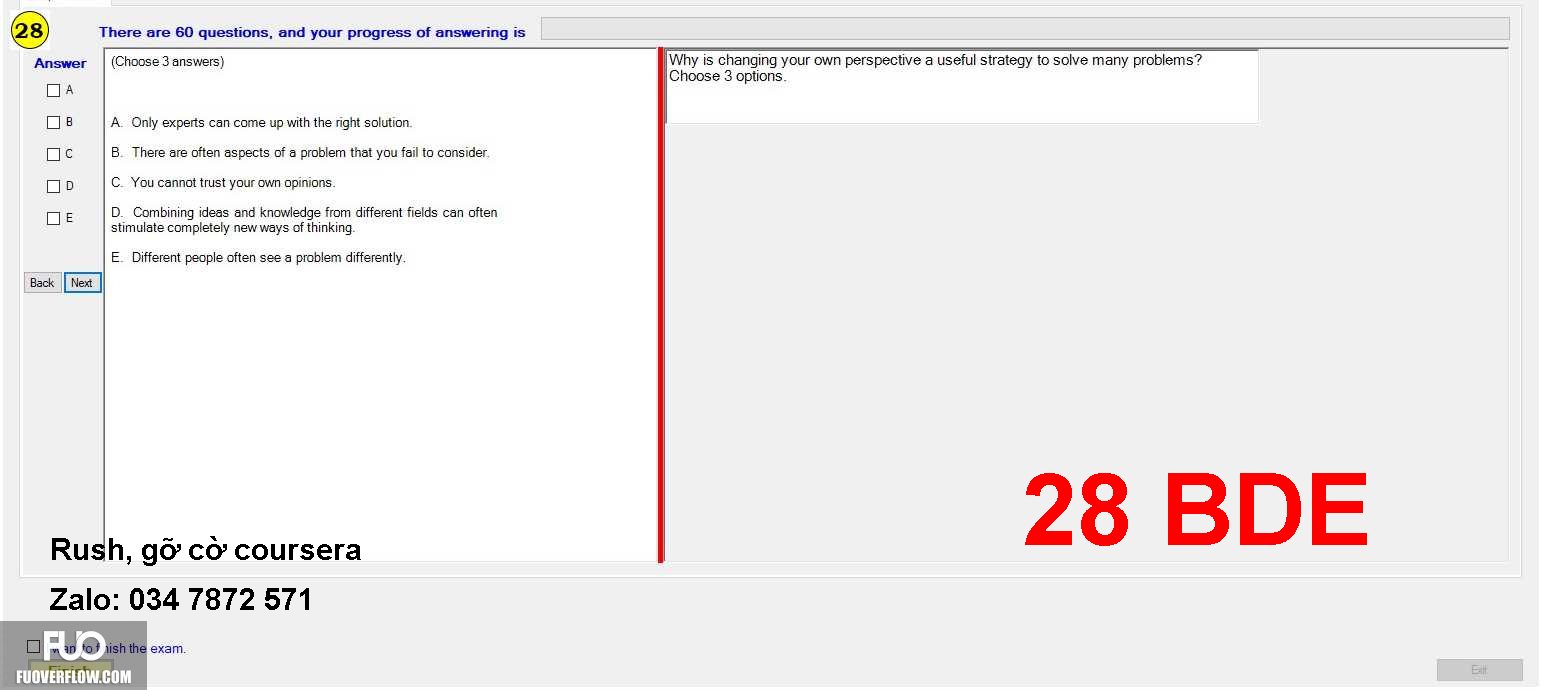 28
There are 60 questions, and your progress of answering is
Answer
(Choose 3 answers)
Why is changing your own perspective a useful strategy to solve many problems?
Choose 3 options.
A
B
C
D
E
A. Only experts can come up with the right solution.
B. There are often aspects of a problem that you fail to consider.
C. You cannot trust your own opinions.
D. Combining ideas and knowledge from different fields can often
stimulate completely new ways of thinking.
E. Different people often see a problem differently.
Back
Next
28 BDE
Rush, gỡ cờ coursera
Zalo: 034 7872 571
FUO
FUOVERFLOW.COM
the exam.
Finish
Exit